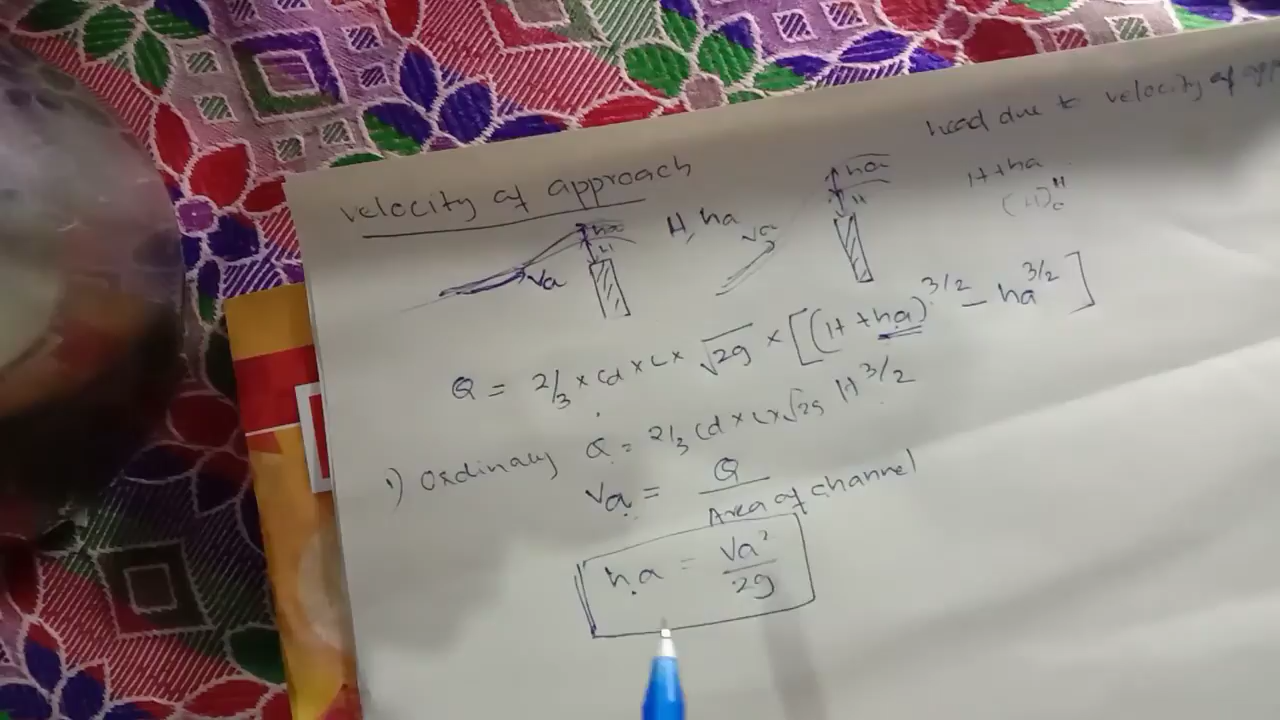 head due to velocity of app
velocity of approach
ha
H
Va
H, ha
Va
ha
H
H+ha
Q = 2/3 × Cd × L × √2g × [(H + ha)^3/2 − ha^3/2]
1) Ordinary Q = 2/3 Cd × L × √2g H^3/2
Va = Q / Area of channel
ha = Va² / 2g